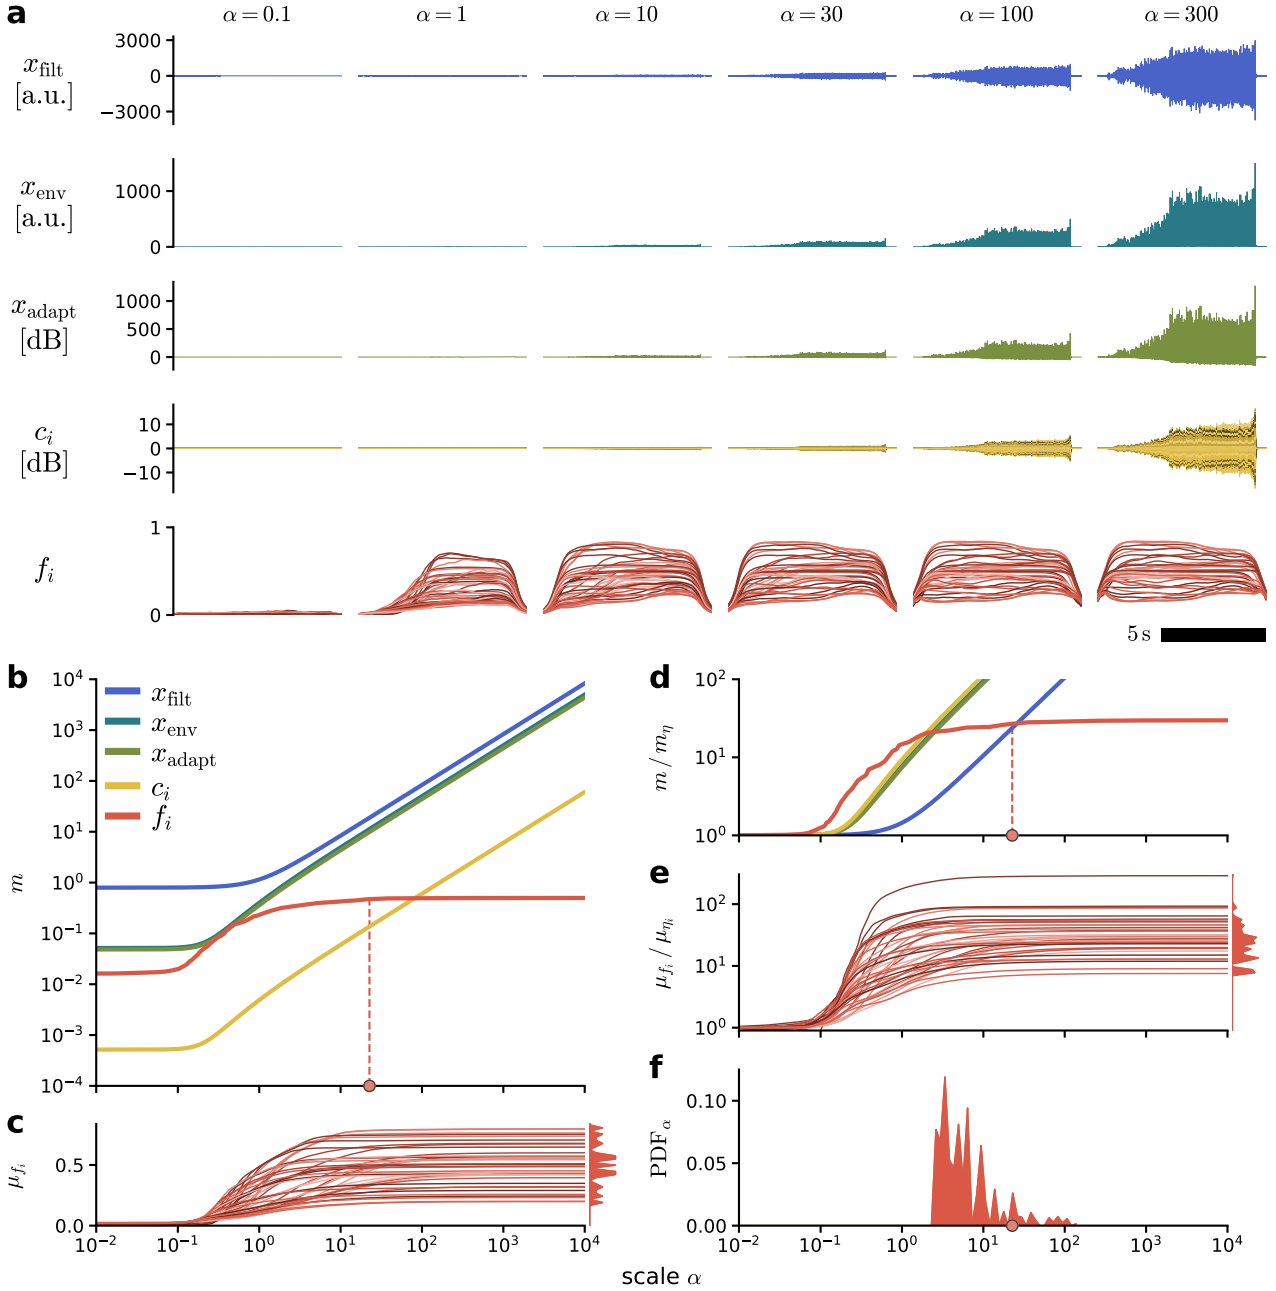 a
α = 0.1 α = 1 α = 10 α = 30 α = 100 α = 300
x_filt
[a.u.]
3000
0
−3000
x_env
[a.u.]
1000
0
x_adapt
[dB]
1000
500
0
c_i
[dB]
10
0
−10
f_i
1
0
5 s
b
m
10^4
10^3
10^2
10^1
10^0
10^−1
10^−2
10^−3
10^−4
x_filt
x_env
x_adapt
c_i
f_i
c
μ_{f_i}
0.5
0.0
10^−2 10^−1 10^0 10^1 10^2 10^3 10^4
d
m / m_η
10^2
10^1
10^0
e
μ_{f_i} / μ_{η_i}
10^2
10^1
10^0
f
PDF_α
0.10
0.05
0.00
10^−2 10^−1 10^0 10^1 10^2 10^3 10^4
scale α